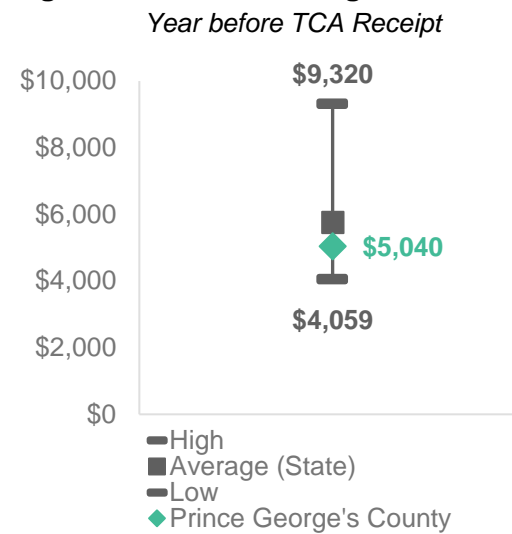 Year before TCA Receipt
$10,000
$9,320
$8,000
$6,000
$5,040
$4,000
$4,059
$2,000
$0
High
Average (State)
Low
Prince George's County